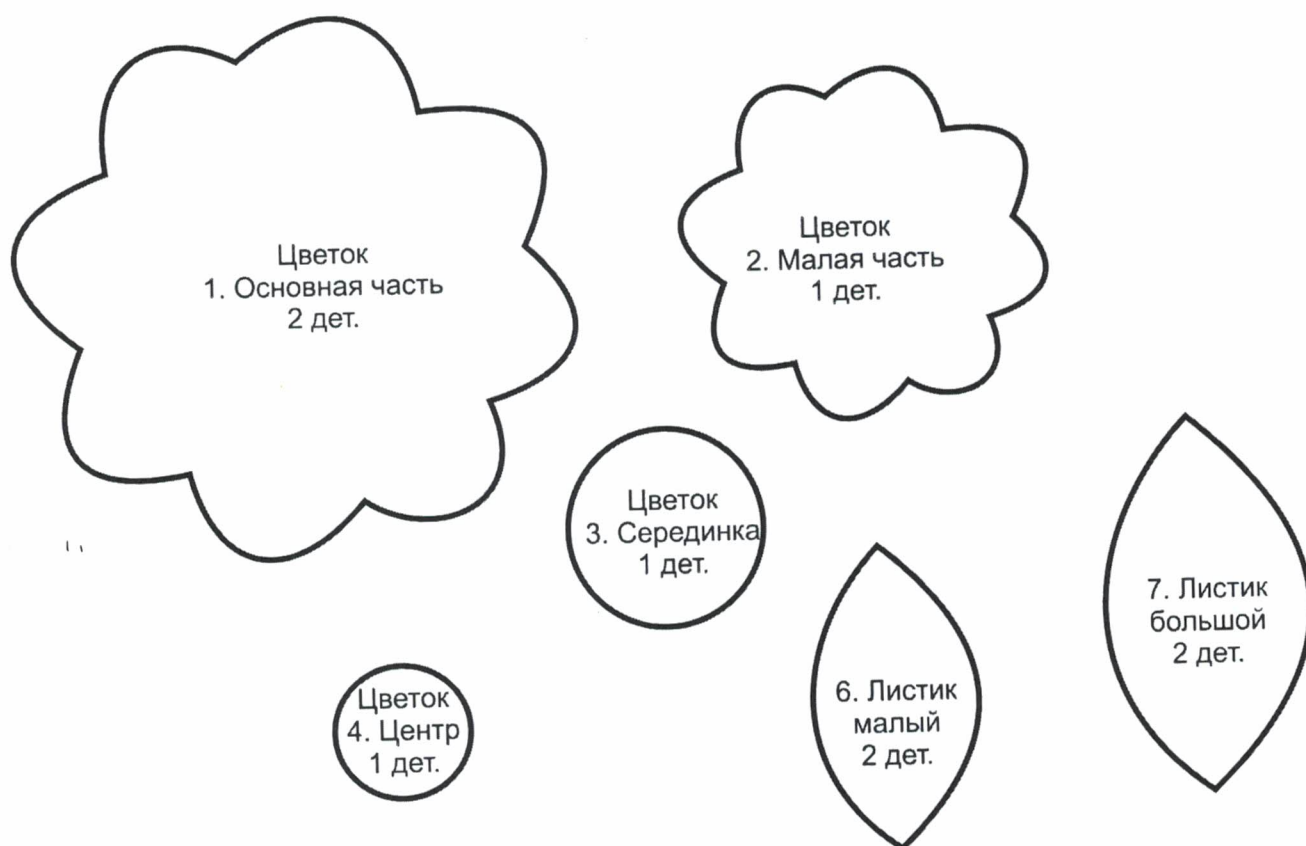 Цветок
1. Основная часть
2 дет.
Цветок
2. Малая часть
1 дет.
Цветок
3. Серединка
1 дет.
Цветок
4. Центр
1 дет.
6. Листик
малый
2 дет.
7. Листик
большой
2 дет.